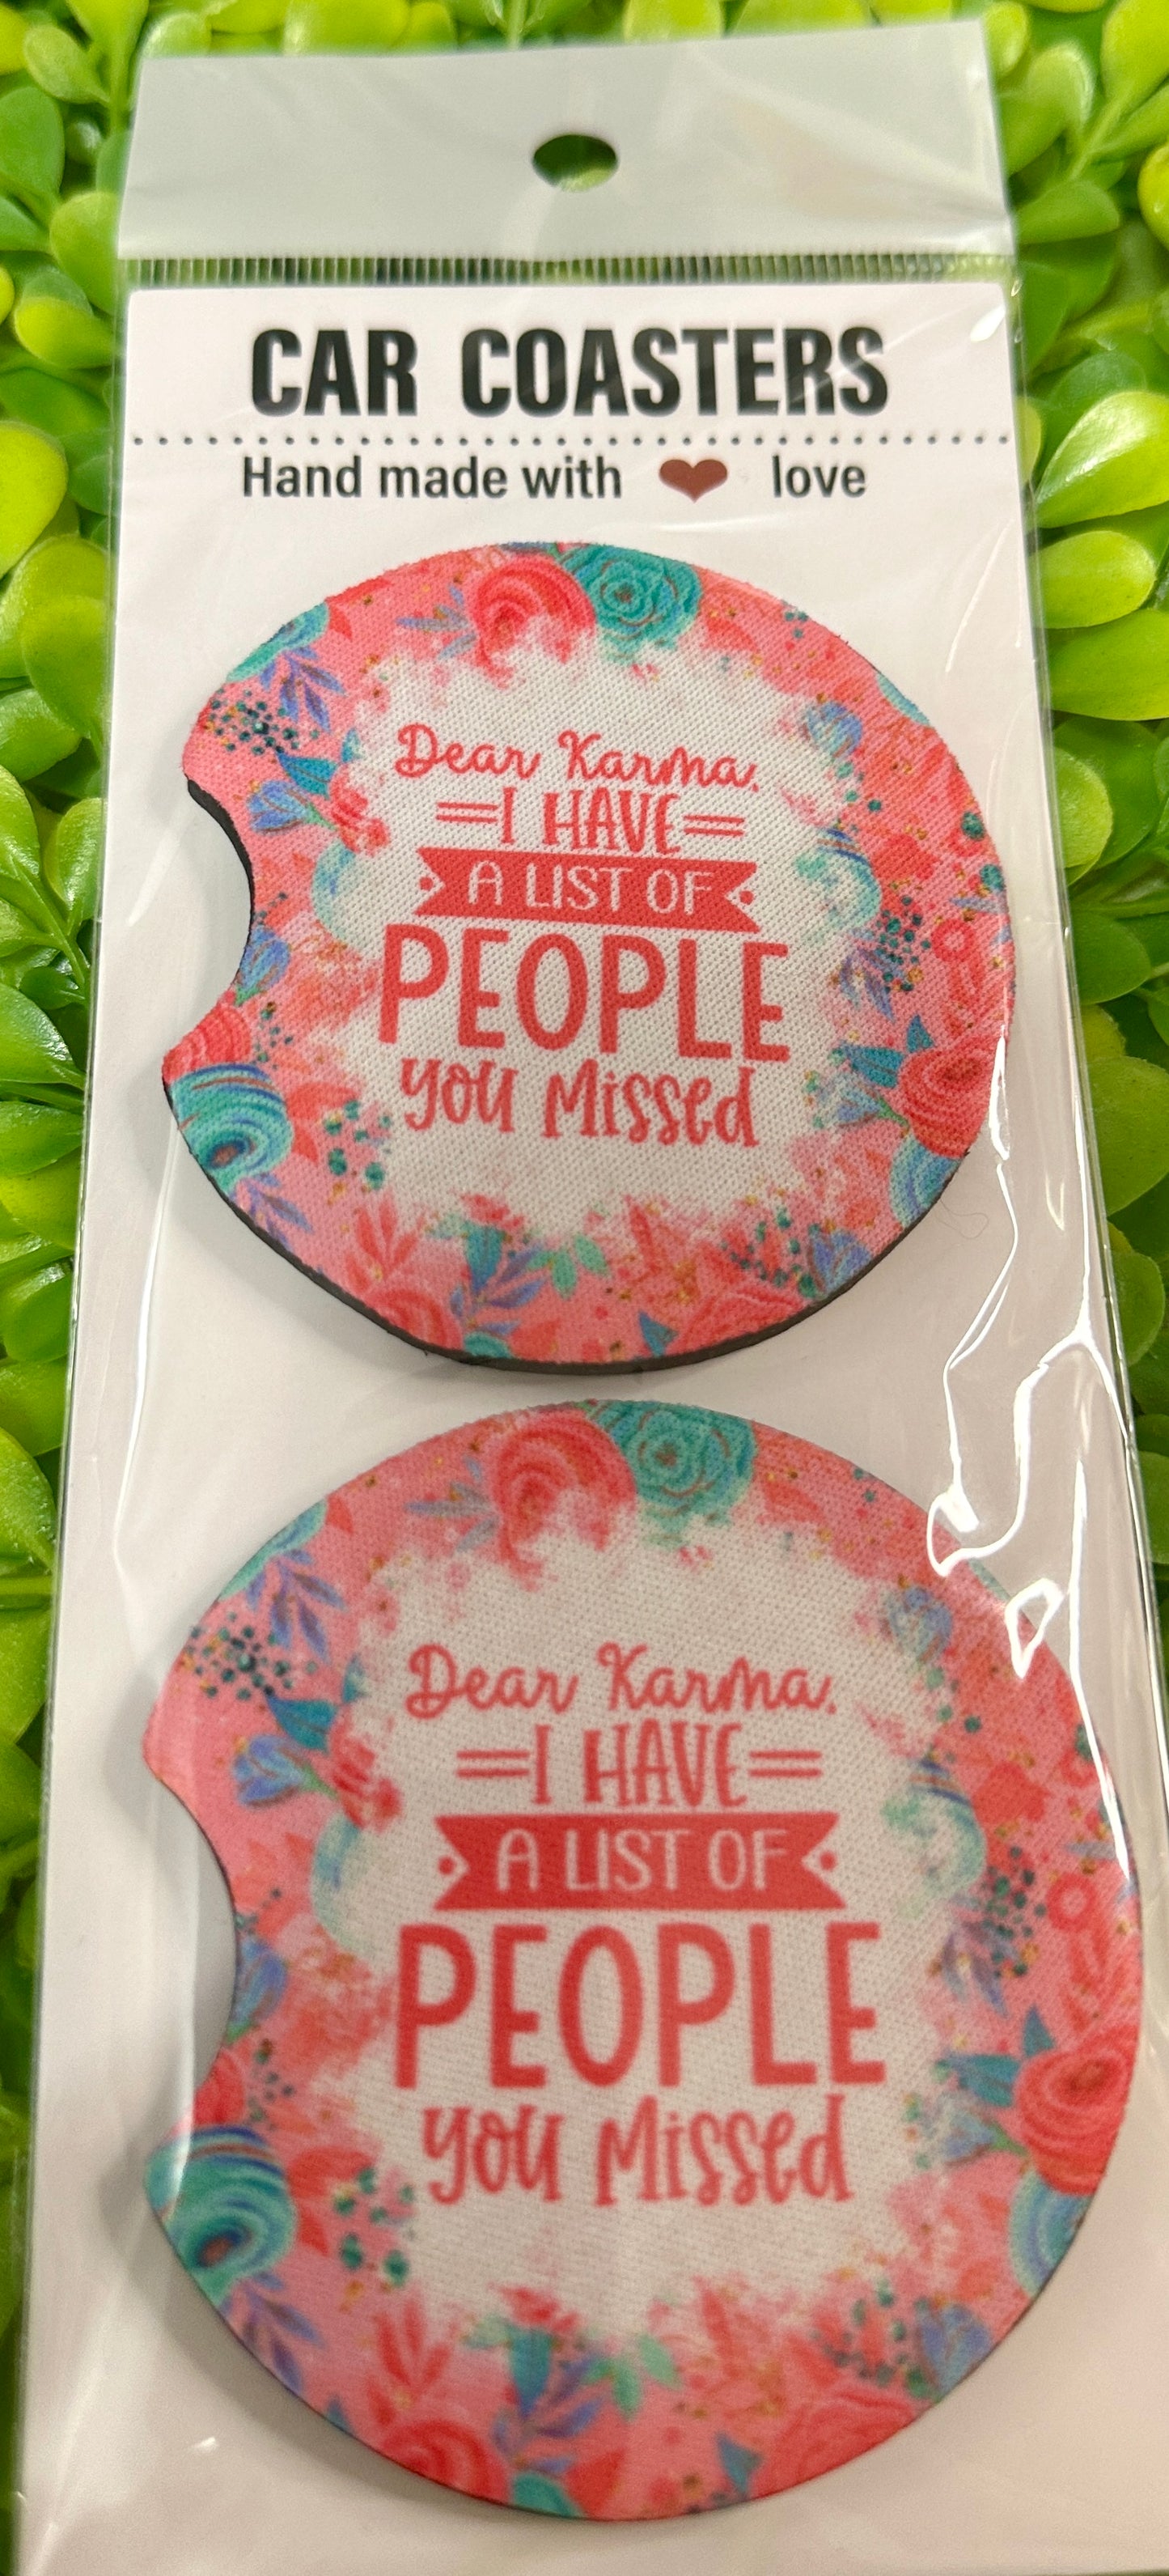 CAR COASTERS
Hand made with love
Dear Karma,
I HAVE
A LIST OF
PEOPLE
you Missed
Dear Karma,
I HAVE
A LIST OF
PEOPLE
you Missed